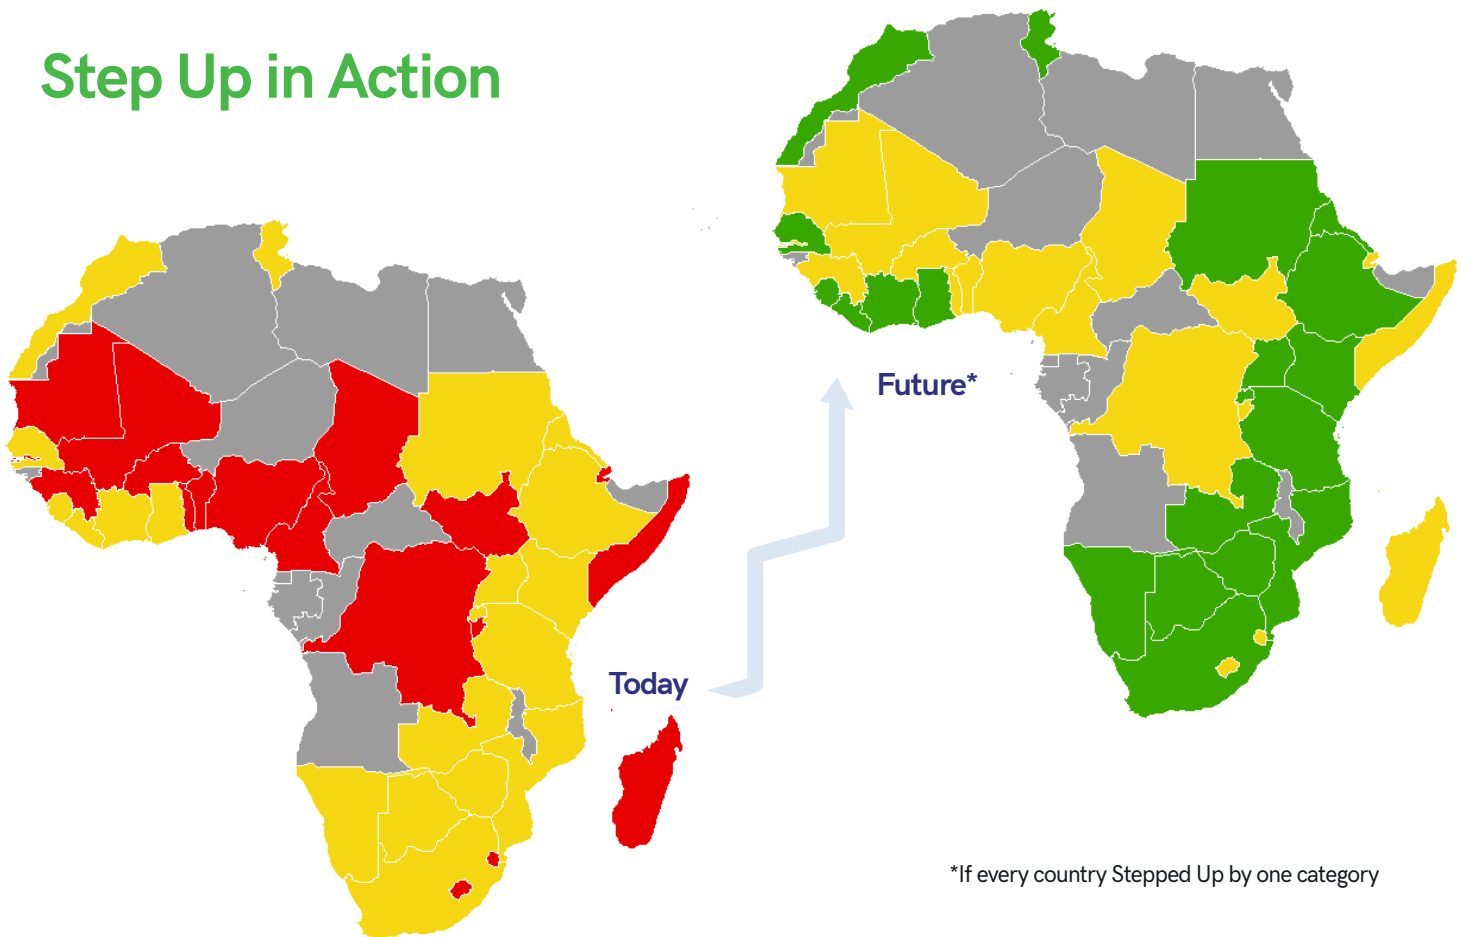 Step Up in Action
Future*
Today
*If every country Stepped Up by one category